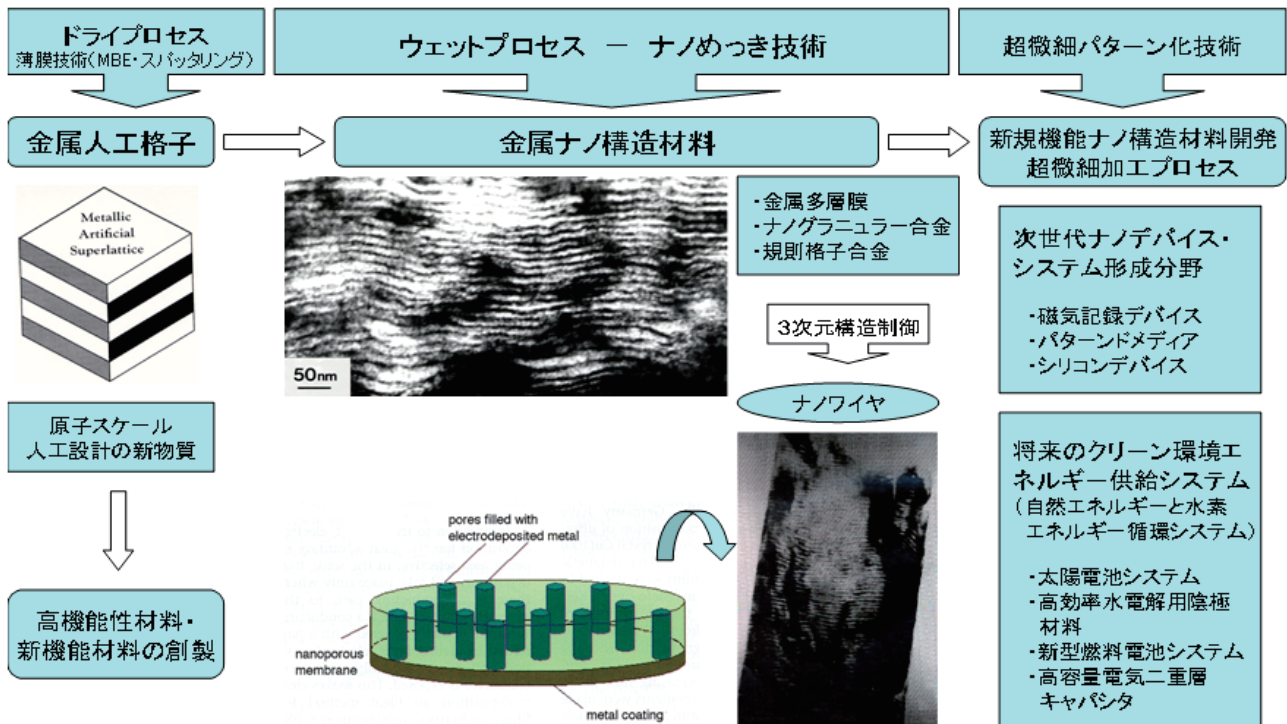 ドライプロセス
薄膜技術(MBE・スパッタリング)
金属人工格子
Metallic
Artificial
Superlattice
原子スケール
人工設計の新物質
高機能性材料・
新機能材料の創製
ウェットプロセス － ナノめっき技術
金属ナノ構造材料
50nm
・金属多層膜
・ナノグラニュラー合金
・規則格子合金
3次元構造制御
ナノワイヤ
pores filled with
electrodeposited metal
nanoporous
membrane
metal coating
超微細パターン化技術
新規機能ナノ構造材料開発
超微細加工プロセス
次世代ナノデバイス・
システム形成分野
・磁気記録デバイス
・パターンドメディア
・シリコンデバイス
将来のクリーン環境エ
ネルギー供給システム
(自然エネルギーと水素
エネルギー循環システム)
・太陽電池システム
・高効率水電解用陰極
材料
・新型燃料電池システム
・高容量電気二重層
キャパシタ